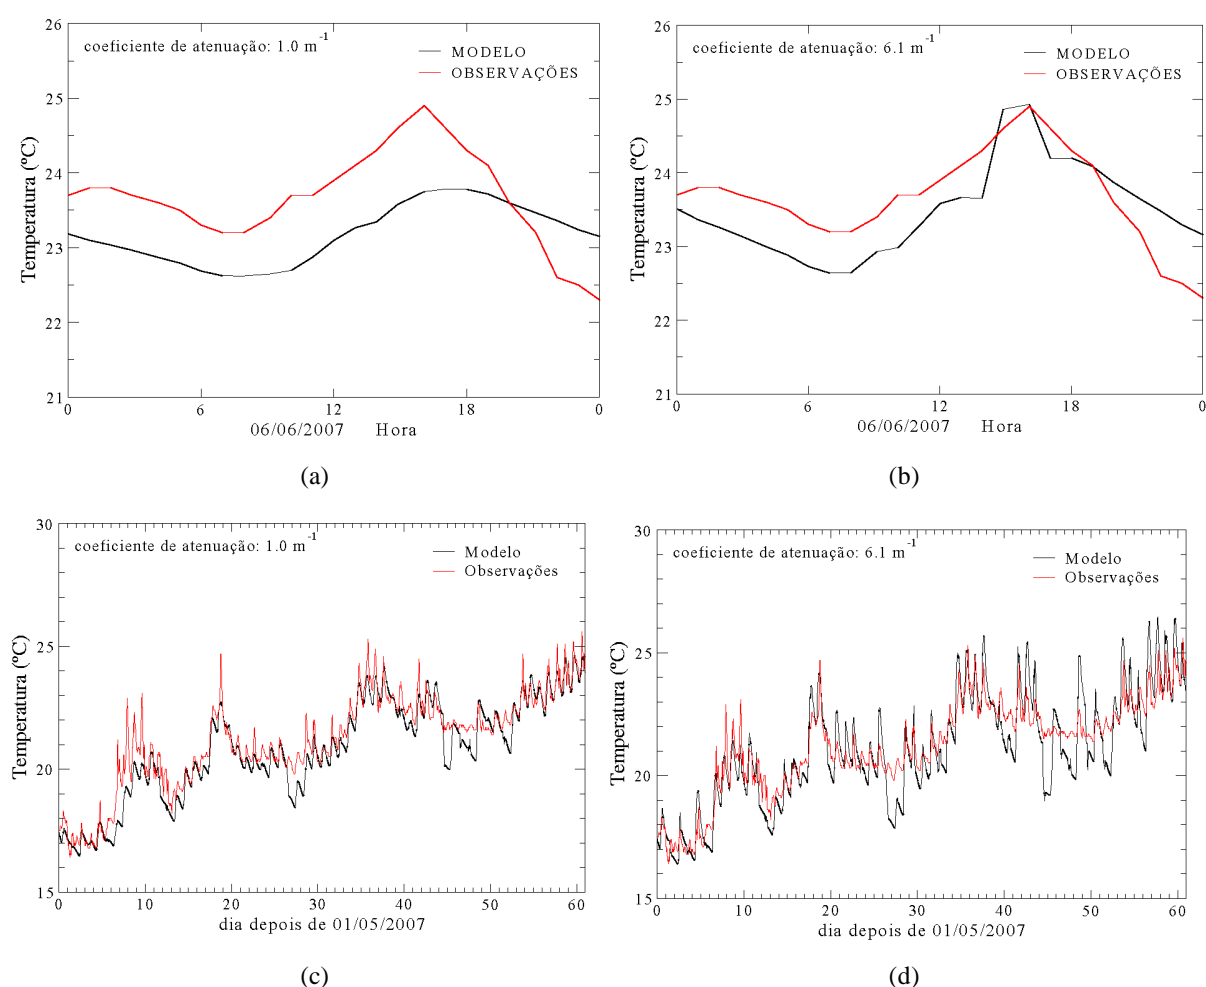 26
25
24
23
22
21
Temperatura (ºC)
coeficiente de atenuação: 1.0 m-1
MODELO
OBSERVAÇÕES
0 6 12 18 0
06/06/2007 Hora
(a)
26
25
24
23
22
21
Temperatura (ºC)
coeficiente de atenuação: 6.1 m-1
MODELO
OBSERVAÇÕES
0 6 12 18 0
06/06/2007 Hora
(b)
30
25
20
15
Temperatura (ºC)
coeficiente de atenuação: 1.0 m-1
Modelo
Observações
0 10 20 30 40 50 60
dia depois de 01/05/2007
(c)
30
25
20
15
Temperatura (ºC)
coeficiente de atenuação: 6.1 m-1
Modelo
Observações
0 10 20 30 40 50 60
dia depois de 01/05/2007
(d)